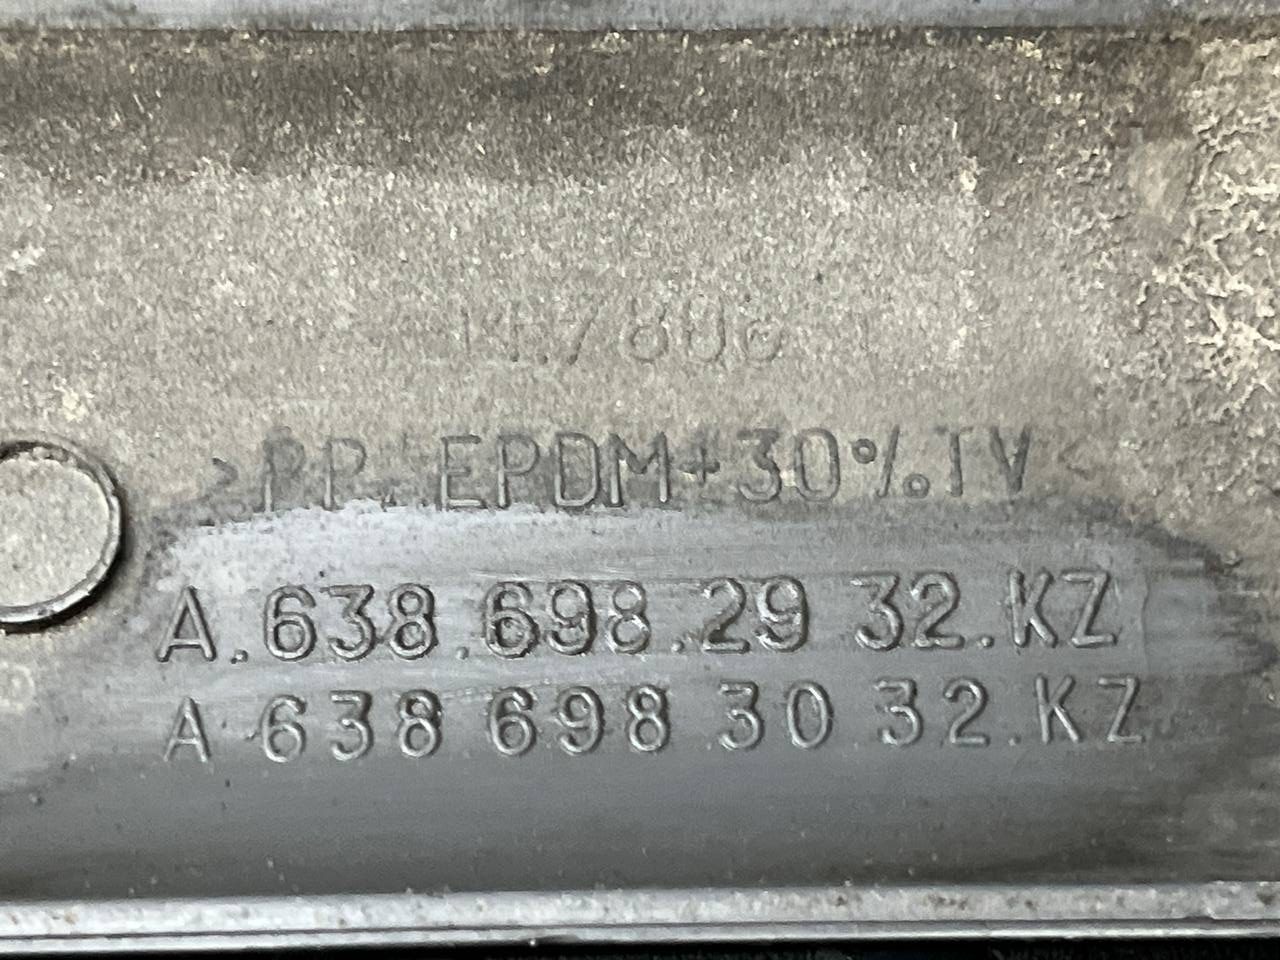 >PP+EPDM+30%TV<
A.638.698.29 32.KZ
A 638 698 30 32.KZ